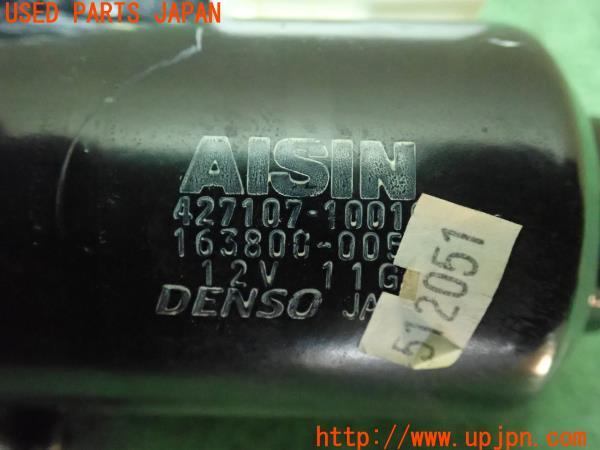 USED PARTS JAPAN
AISIN
427107-1001
163800-005
12V 11G
DENSO JA
512051
http://www.upjpn.com/